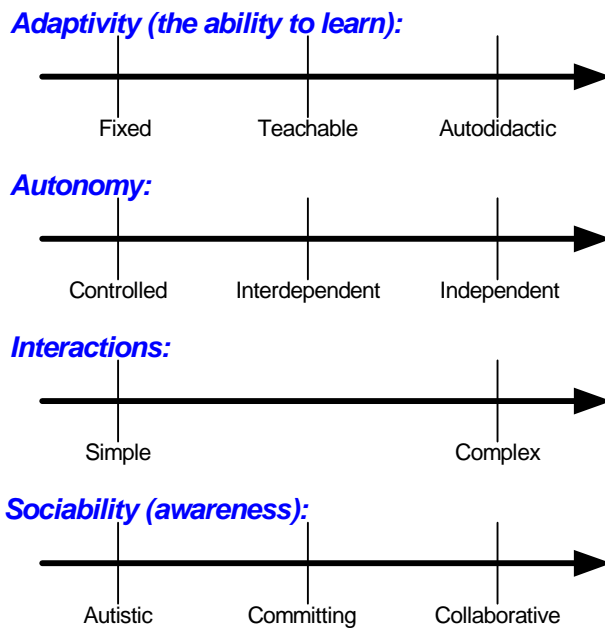 Adaptivity (the ability to learn):
Fixed Teachable Autodidactic
Autonomy:
Controlled Interdependent Independent
Interactions:
Simple Complex
Sociability (awareness):
Autistic Committing Collaborative